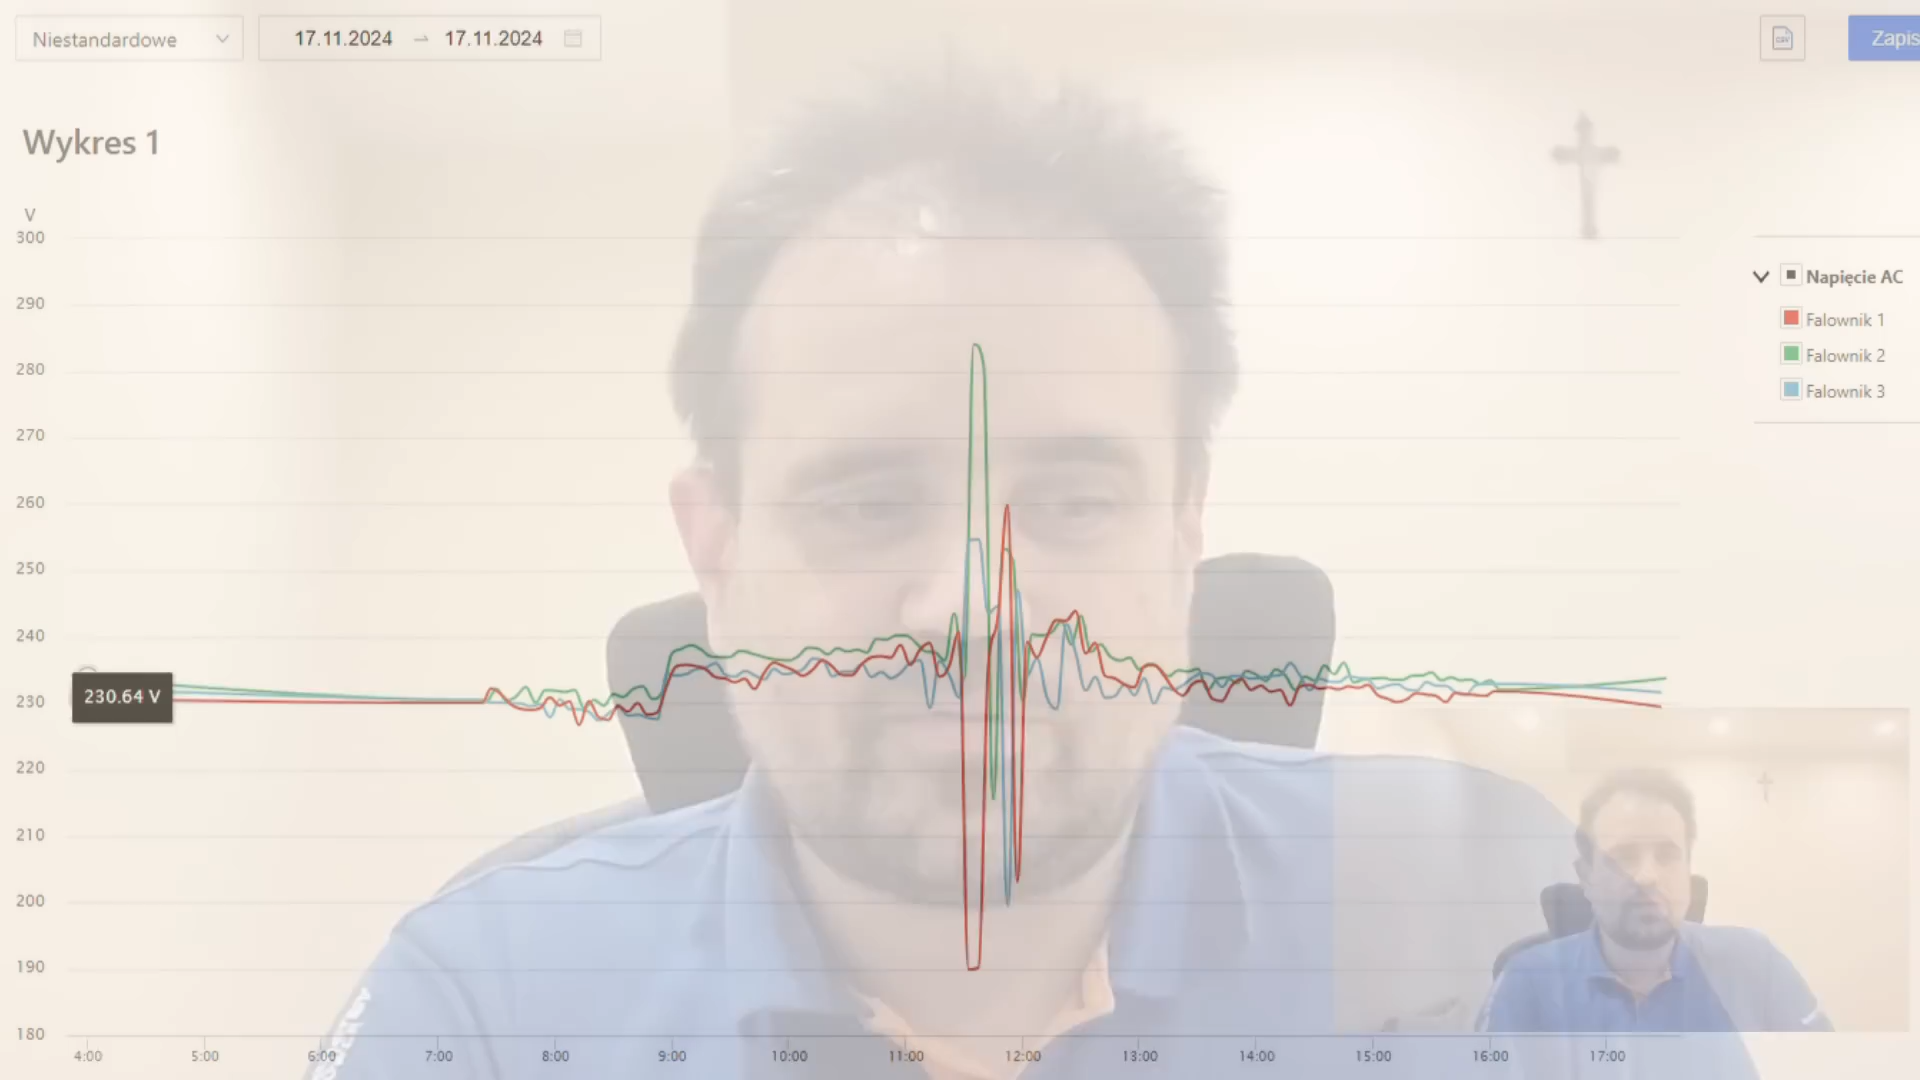 Niestandardowe
17.11.2024 → 17.11.2024
CSV
Zapis
Wykres 1
V
300
290
280
270
260
250
240
230
220
210
200
190
180
230.64 V
4:00 5:00 6:00 7:00 8:00 9:00 10:00 11:00 12:00 13:00 14:00 15:00 16:00 17:00
Napięcie AC
Falownik 1
Falownik 2
Falownik 3